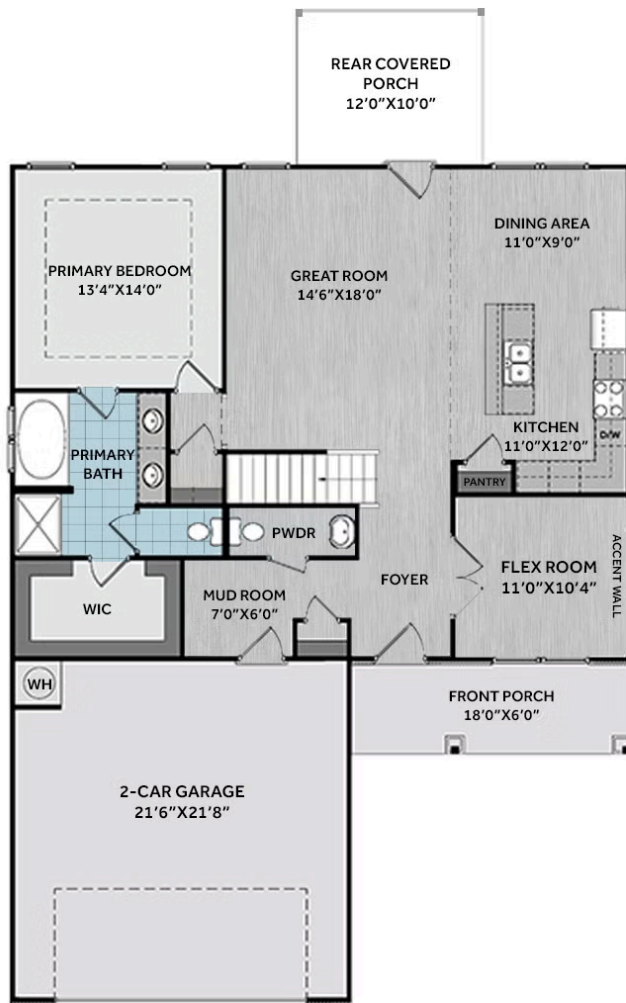 REAR COVERED
PORCH
12'0"X10'0"
DINING AREA
11'0"X9'0"
PRIMARY BEDROOM
13'4"X14'0"
GREAT ROOM
14'6"X18'0"
KITCHEN
11'0"X12'0"
D/W
PRIMARY
BATH
PANTRY
PWDR
FLEX ROOM
11'0"X10'4"
ACCENT WALL
FOYER
MUD ROOM
7'0"X6'0"
WIC
WH
FRONT PORCH
18'0"X6'0"
2-CAR GARAGE
21'6"X21'8"